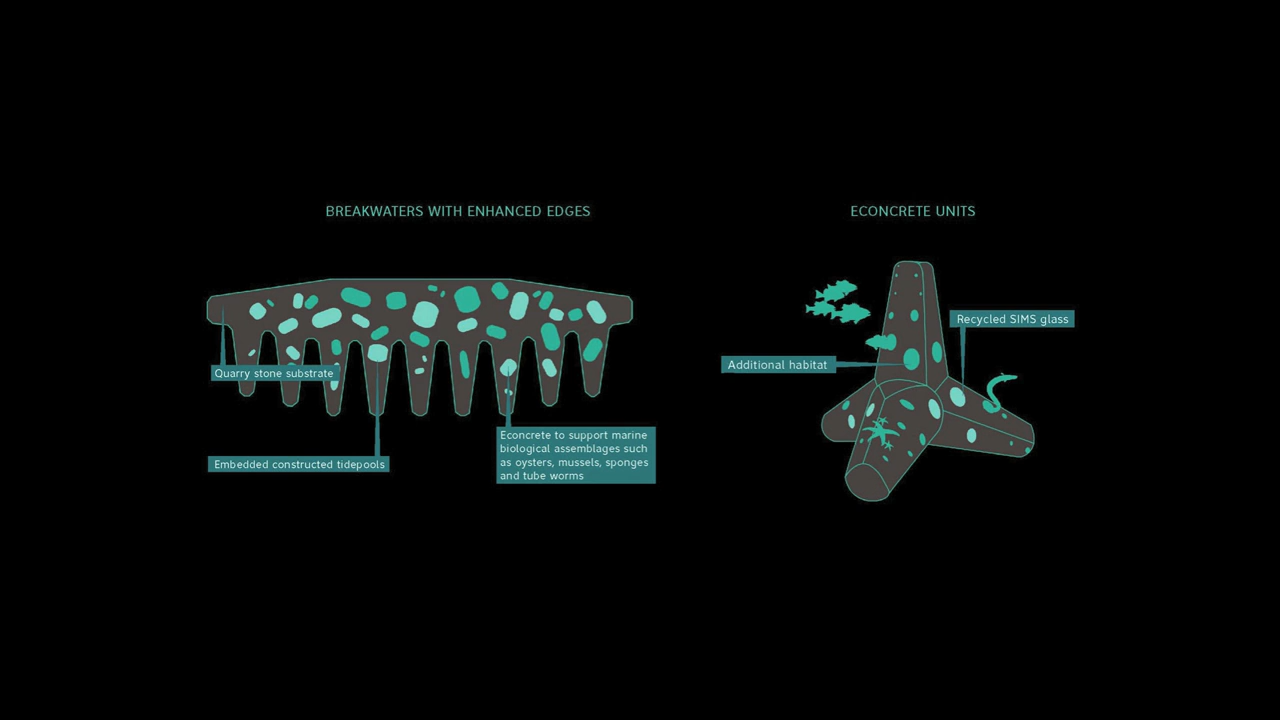 BREAKWATERS WITH ENHANCED EDGES
Quarry stone substrate
Embedded constructed tidepools
Econcrete to support marine
biological assemblages such
as oysters, mussels, sponges
and tube worms
ECONCRETE UNITS
Recycled SIMS glass
Additional habitat